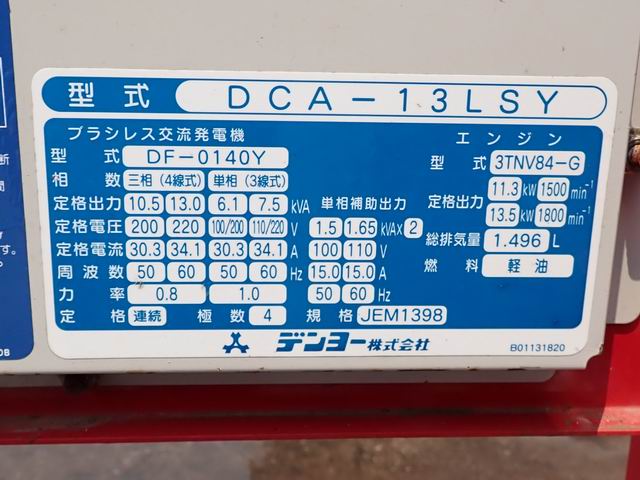 型式 DCA-13LSY
ブラシレス交流発電機
型式 DF-0140Y
相数 三相(4線式) 単相(3線式)
定格出力 10.5 13.0 6.1 7.5 kVA
定格電圧 200 220 100/200 110/220 V
定格電流 30.3 34.1 30.3 34.1 A
周波数 50 60 50 60 Hz
力率 0.8 1.0
定格 連続 極数 4 規格 JEM1398
単相補助出力
1.5 1.65 kVA× 2
100 110 V
15.0 15.0 A
50 60 Hz
エンジン
型式 3TNV84-G
定格出力 11.3 kW 1500 min⁻¹
13.5 kW 1800 min⁻¹
総排気量 1.496 L
燃料 軽油
デンヨー株式会社
B01131820
断
間
す。
い。